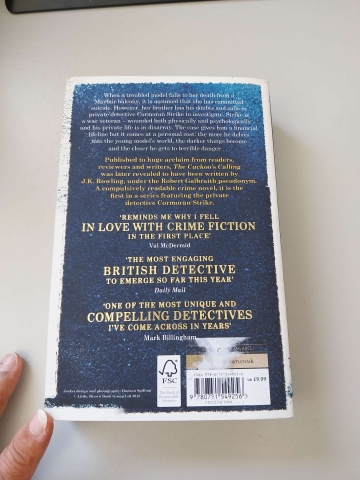 When a troubled model falls to her death from a
Mayfair balcony, it is assumed that she has committed
suicide. However, her brother has his doubts and calls in
private detective Cormoran Strike to investigate. Strike is
a war veteran – wounded both physically and psychologically –
and his private life is in disarray. The case gives him a financial
lifeline but it comes at a personal cost: the more he delves
into the young model's world, the darker things become –
and the closer he gets to terrible danger . . .
Published to huge acclaim from readers,
reviewers and writers, The Cuckoo's Calling
was later revealed to have been written by
J.K. Rowling, under the Robert Galbraith pseudonym.
A compulsively readable crime novel, it is the
first in a series featuring the private
detective Cormoran Strike.
'REMINDS ME WHY I FELL
IN LOVE WITH CRIME FICTION
IN THE FIRST PLACE'
Val McDermid
'THE MOST ENGAGING
BRITISH DETECTIVE
TO EMERGE SO FAR THIS YEAR'
Daily Mail
'ONE OF THE MOST UNIQUE AND
COMPELLING DETECTIVES
I'VE COME ACROSS IN YEARS'
Mark Billingham
FSC
£9.99
9 780751 549256 >